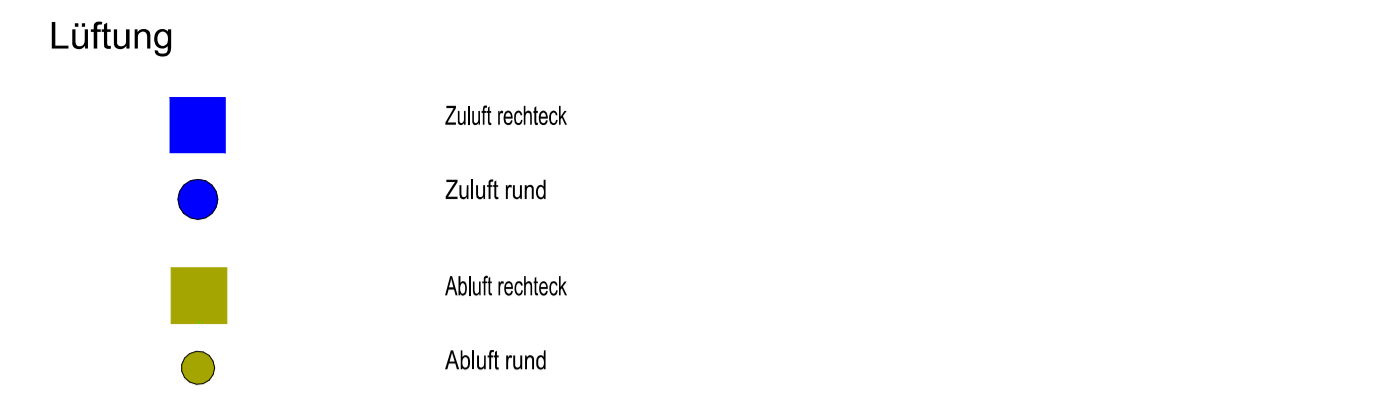 Lüftung
Zuluft rechteck
Zuluft rund
Abluft rechteck
Abluft rund